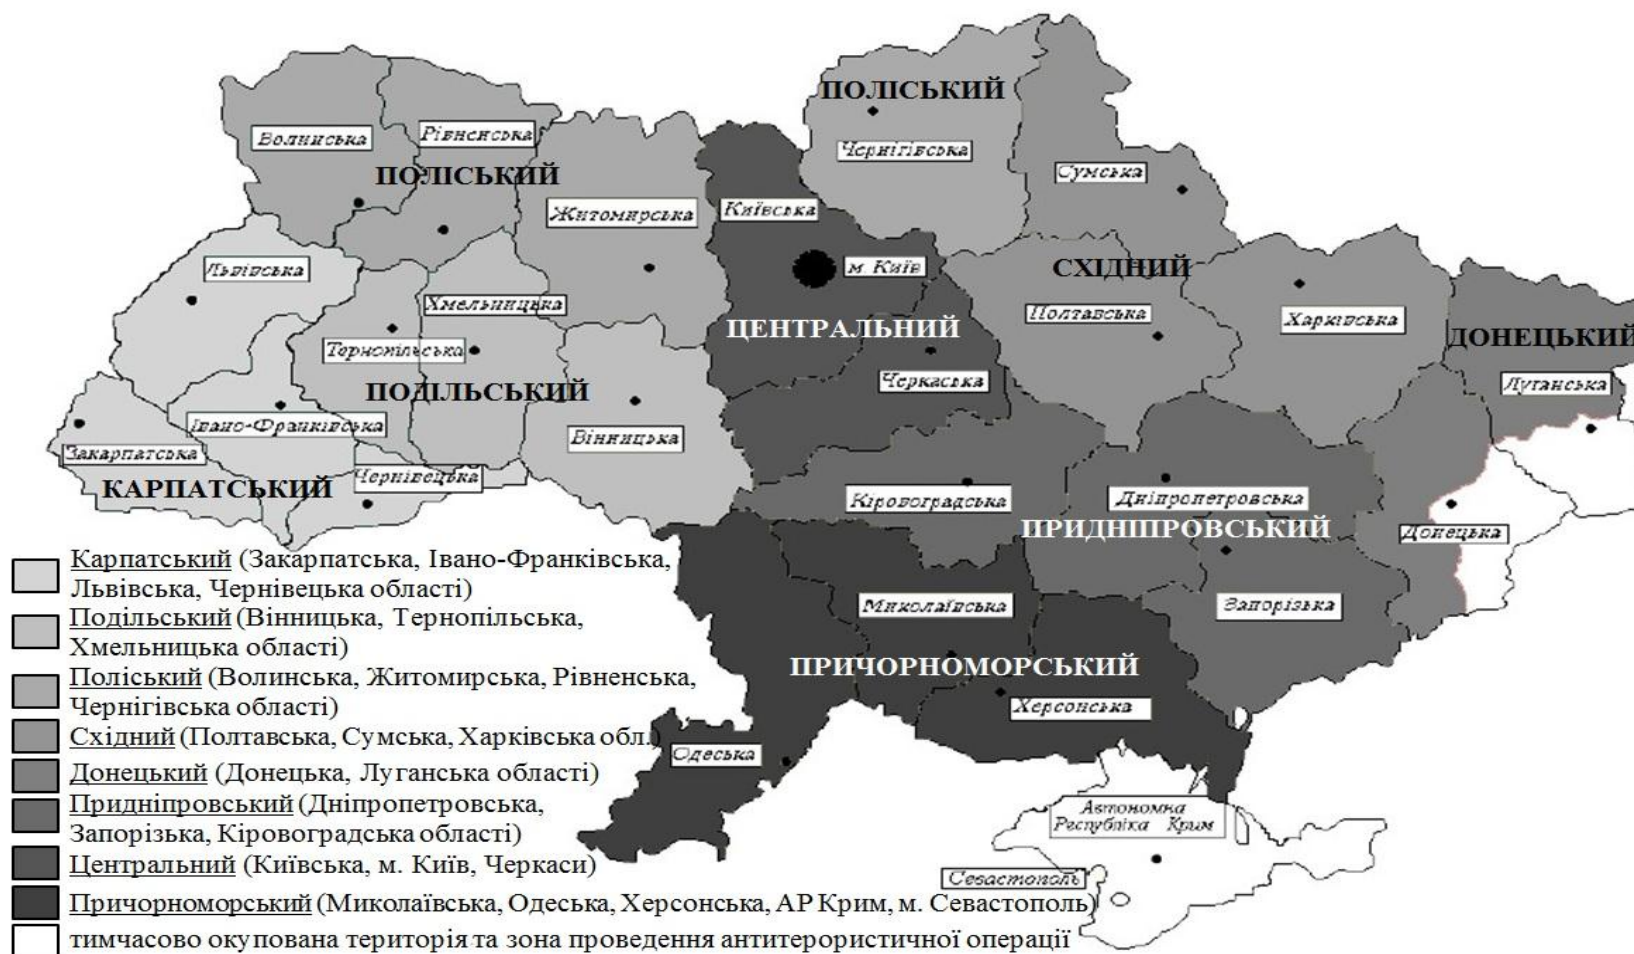 ПОЛІСЬКИЙ
Чернігівська
Волинська
Рівненська
ПОЛІСЬКИЙ
Сумська
Житомирська
Київська
м. Київ
Львівська
СХІДНИЙ
Хмельницька
Полтавська
Харківська
ЦЕНТРАЛЬНИЙ
ДОНЕЦЬКИЙ
Тернопільська
Черкаська
Луганська
ПОДІЛЬСЬКИЙ
Івано-Франківська
Вінницька
Закарпатська
Чернівецька
КАРПАТСЬКИЙ
Кіровоградська
Дніпропетровська
ПРИДНІПРОВСЬКИЙ
Донецька
Миколаївська
Запорізька
ПРИЧОРНОМОРСЬКИЙ
Херсонська
Одеська
Автономна
Республіка Крим
Севастополь
Карпатський (Закарпатська, Івано-Франківська,
Львівська, Чернівецька області)
Подільський (Вінницька, Тернопільська,
Хмельницька області)
Поліський (Волинська, Житомирська, Рівненська,
Чернігівська області)
Східний (Полтавська, Сумська, Харківська обл.)
Донецький (Донецька, Луганська області)
Придніпровський (Дніпропетровська,
Запорізька, Кіровоградська області)
Центральний (Київська, м. Київ, Черкаси)
Причорноморський (Миколаївська, Одеська, Херсонська, АР Крим, м. Севастополь)
тимчасово окупована територія та зона проведення антитерористичної операції